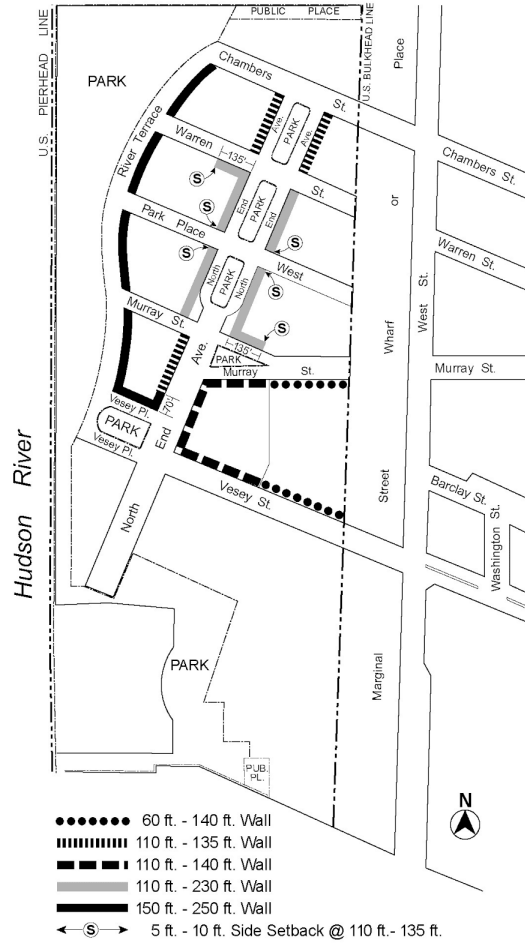 PUBLIC PLACE
U.S. PIERHEAD LINE
U.S. BULKHEAD LINE
Place
PARK
Chambers St.
Chambers St.
River Terrace
Warren St.
135'
Ave.
PARK
Ave.
S
S
End
PARK
End
or
Warren St.
Park Place
West
S
S
North
PARK
North
S
West St.
Murray St.
S
Wharf
Ave.
135'
PARK
Murray St.
Murray St.
70'
Vesey Pl.
PARK
Vesey Pl.
End
Vesey St.
Street
Barclay St.
Washington St.
North
Hudson River
PARK
Marginal
PUB.
PL.
N
60 ft. - 140 ft. Wall
110 ft. - 135 ft. Wall
110 ft. - 140 ft. Wall
110 ft. - 230 ft. Wall
150 ft. - 250 ft. Wall
S 5 ft. - 10 ft. Side Setback @ 110 ft.- 135 ft.